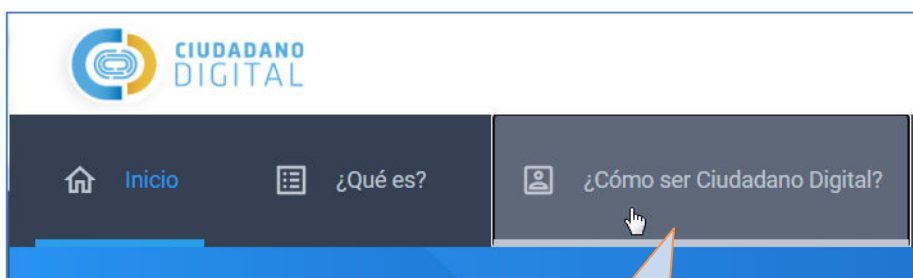 CIUDADANO
DIGITAL
Inicio
¿Qué es?
¿Cómo ser Ciudadano Digital?